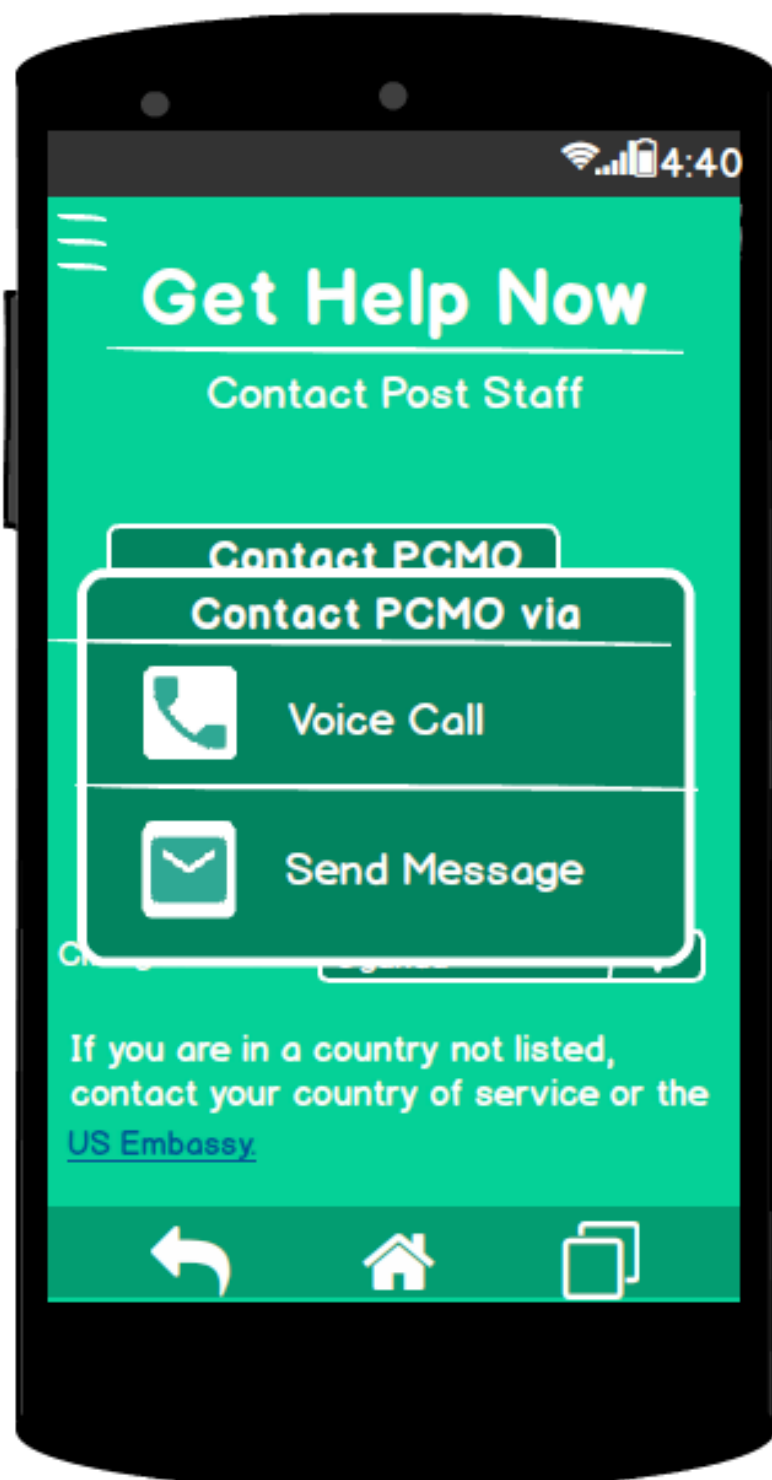 4:40
Get Help Now
Contact Post Staff
Contact PCMO
Contact PCMO via
Voice Call
Send Message
If you are in a country not listed,
contact your country of service or the
US Embassy.